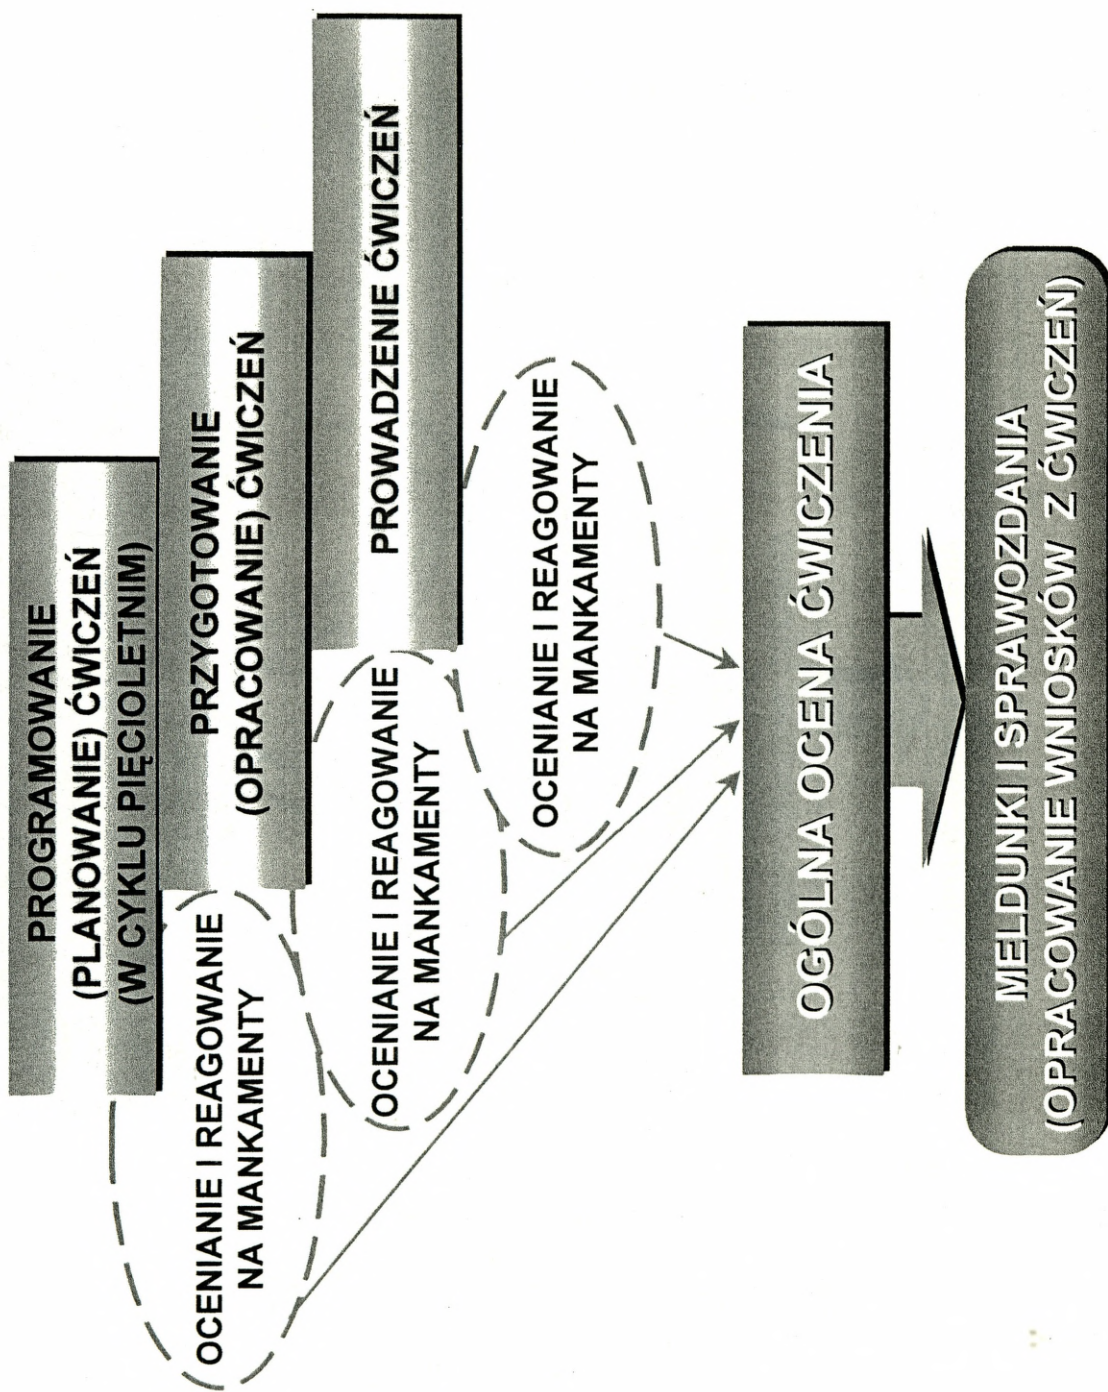 PROGRAMOWANIE
(PLANOWANIE) ĆWICZEŃ
(W CYKLU PIĘCIOLETNIM)
PRZYGOTOWANIE
(OPRACOWANIE) ĆWICZEŃ
PROWADZENIE ĆWICZEŃ
OCENIANIE I REAGOWANIE
NA MANKAMENTY
OCENIANIE I REAGOWANIE
NA MANKAMENTY
OCENIANIE I REAGOWANIE
NA MANKAMENTY
OGÓLNA OCENA ĆWICZENIA
MELDUNKI I SPRAWOZDANIA
(OPRACOWANIE WNIOSKÓW Z ĆWICZEŃ)